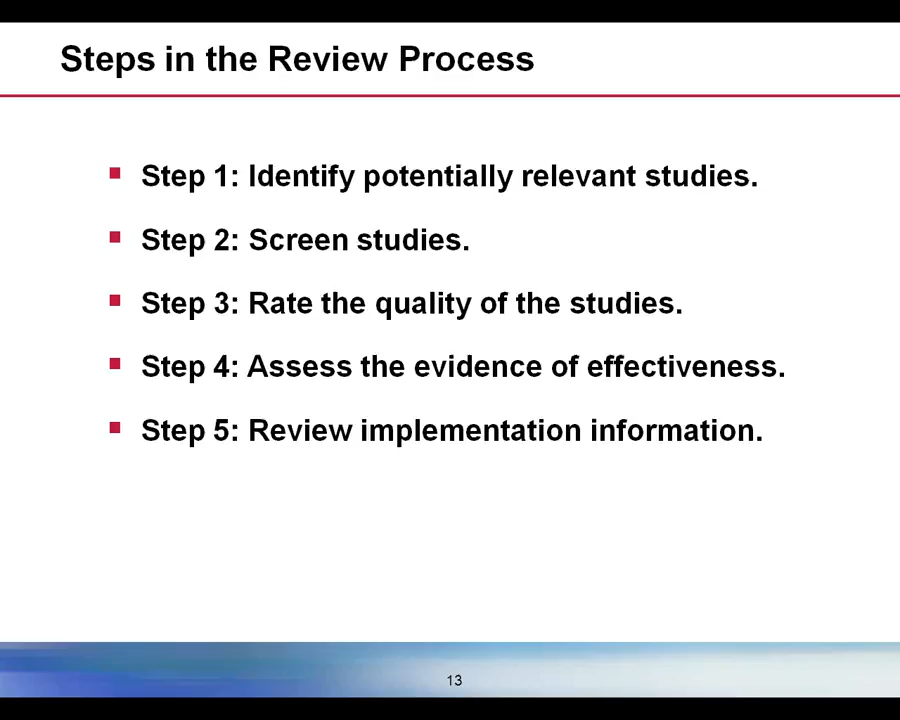 Steps in the Review Process
Step 1: Identify potentially relevant studies.
Step 2: Screen studies.
Step 3: Rate the quality of the studies.
Step 4: Assess the evidence of effectiveness.
Step 5: Review implementation information.
13